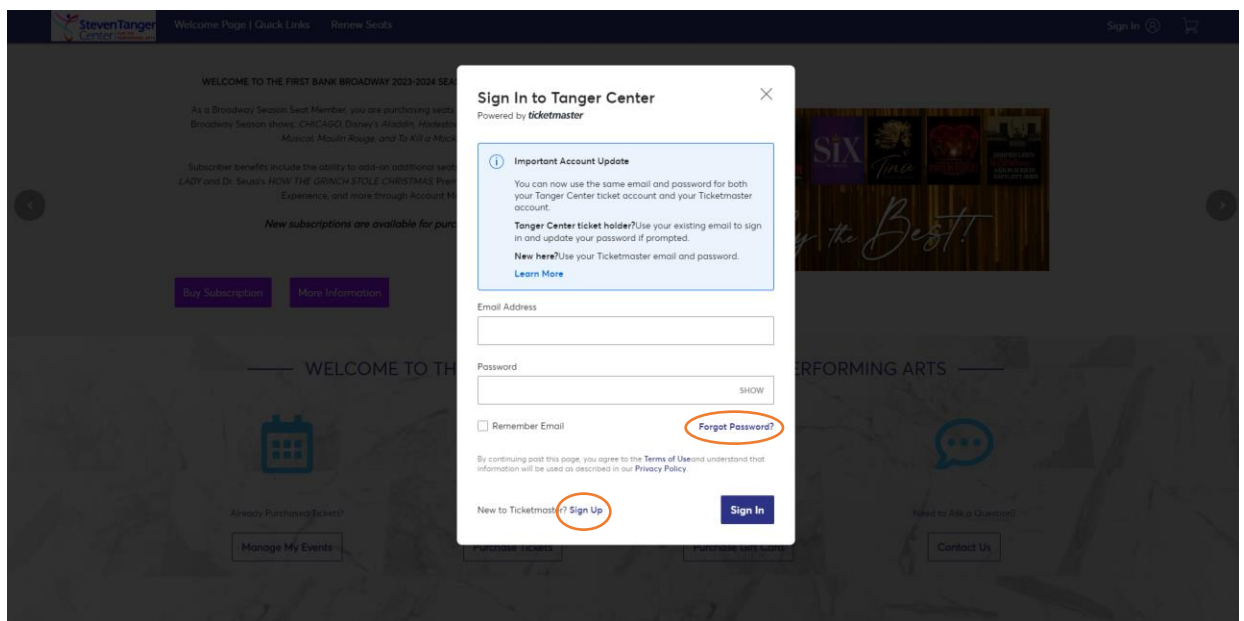 StevenTanger
Center
Welcome Page | Quick Links
Renew Seats
Sign In
WELCOME TO THE FIRST BANK BROADWAY 2023-2024 SEA
As a Broadway Season Seat Member, you are purchasing seats
Broadway Season shows: CHICAGO, Disney's Aladdin, Hadestow
Musical, Moulin Rouge, and To Kill a Mock
Subscriber benefits include the ability to add-on additional seat
LADY and Dr. Seuss's HOW THE GRINCH STOLE CHRISTMAS, Prem
Experience, and more through Account M
New subscriptions are available for purc
Buy Subscription
More Information
SIX
Tina
by the Best!
Sign In to Tanger Center
Powered by ticketmaster
Important Account Update
You can now use the same email and password for both
your Tanger Center ticket account and your Ticketmaster
account.
Tanger Center ticket holder?Use your existing email to sign
in and update your password if prompted.
New here?Use your Ticketmaster email and password.
Learn More
Email Address
Password
SHOW
Remember Email
Forgot Password?
By continuing past this page, you agree to the Terms of Useand understand that
information will be used as described in our Privacy Policy.
New to Ticketmaster? Sign Up
Sign In
WELCOME TO TH
ERFORMING ARTS
Already Purchased Tickets?
Manage My Events
Purchase Tickets
Purchase Gift Card
Need to Ask a Question?
Contact Us